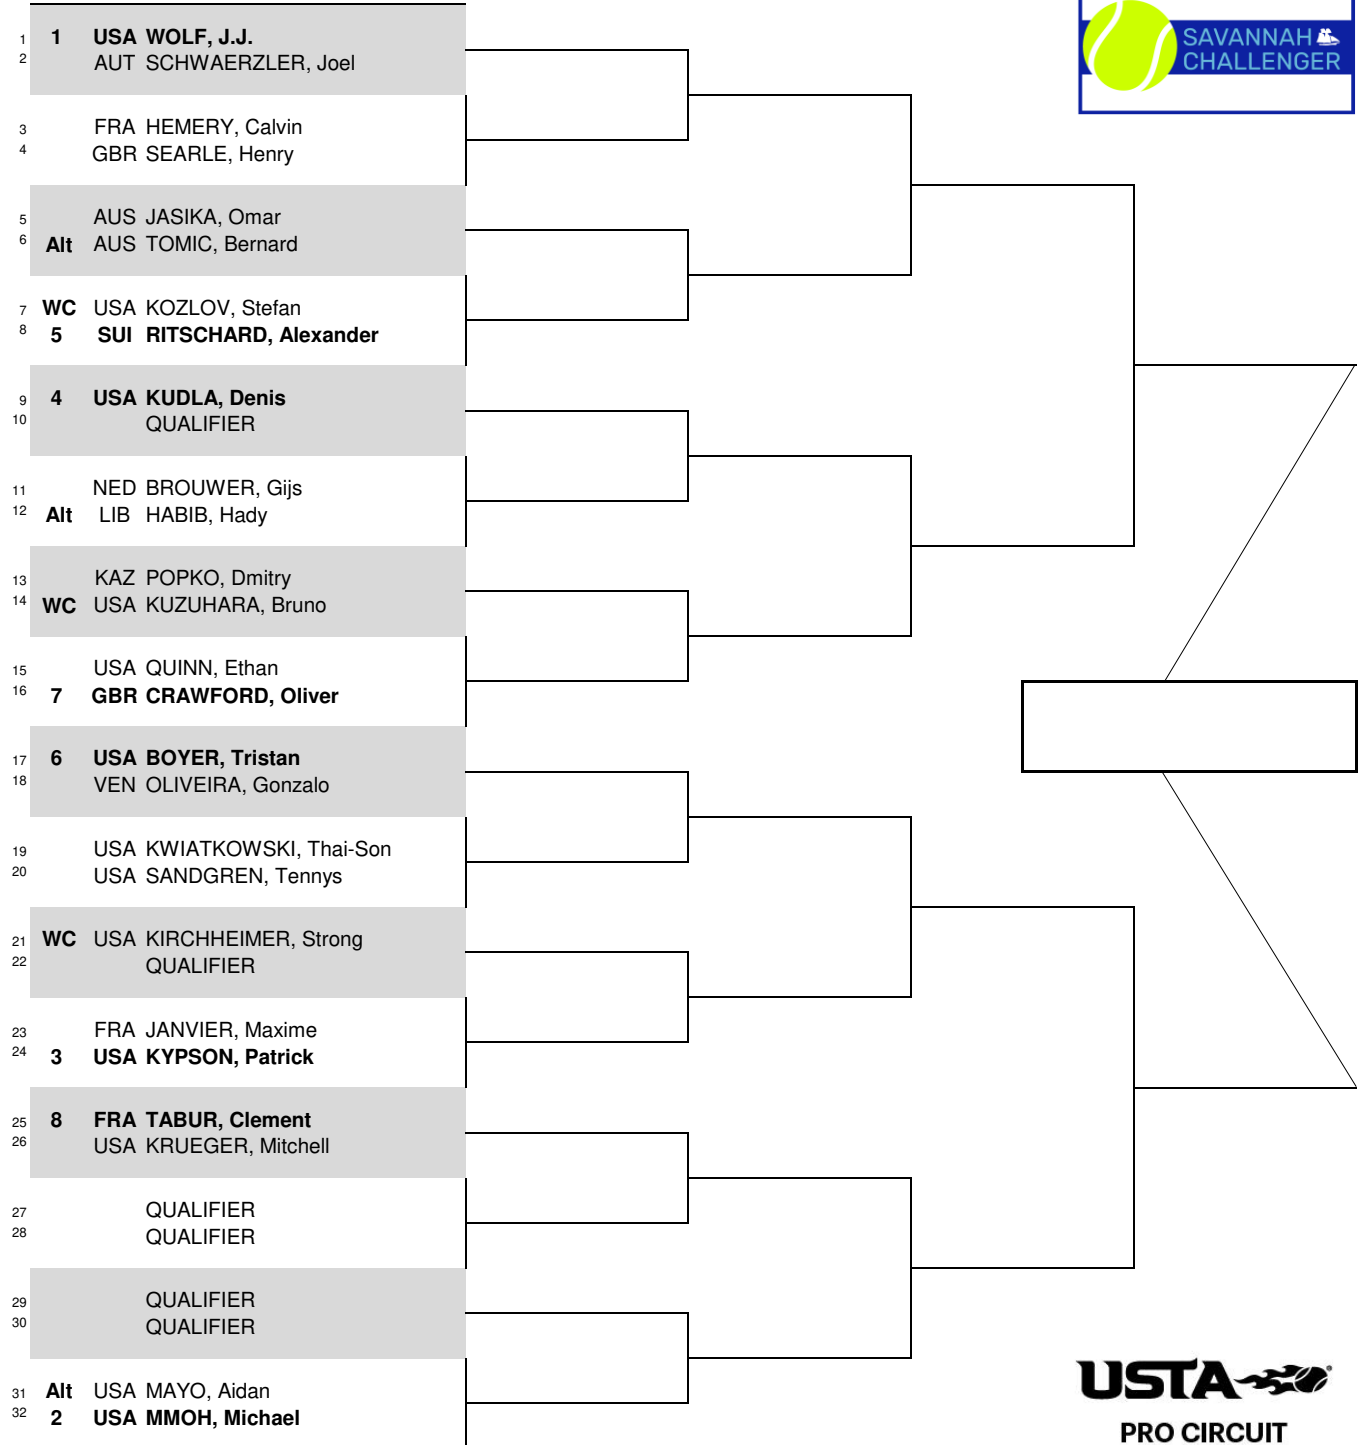 SAVANNAH
CHALLENGER
1 1 USA WOLF, J.J.
2 AUT SCHWAERZLER, Joel
3 FRA HEMERY, Calvin
4 GBR SEARLE, Henry
5 AUS JASIKA, Omar
6 Alt AUS TOMIC, Bernard
7 WC USA KOZLOV, Stefan
8 5 SUI RITSCHARD, Alexander
9 4 USA KUDLA, Denis
10 QUALIFIER
11 NED BROUWER, Gijs
12 Alt LIB HABIB, Hady
13 KAZ POPKO, Dmitry
14 WC USA KUZUHARA, Bruno
15 USA QUINN, Ethan
16 7 GBR CRAWFORD, Oliver
17 6 USA BOYER, Tristan
18 VEN OLIVEIRA, Gonzalo
19 USA KWIATKOWSKI, Thai-Son
20 USA SANDGREN, Tennys
21 WC USA KIRCHHEIMER, Strong
22 QUALIFIER
23 FRA JANVIER, Maxime
24 3 USA KYPSON, Patrick
25 8 FRA TABUR, Clement
26 USA KRUEGER, Mitchell
27 QUALIFIER
28 QUALIFIER
29 QUALIFIER
30 QUALIFIER
31 Alt USA MAYO, Aidan
32 2 USA MMOH, Michael
USTA
PRO CIRCUIT